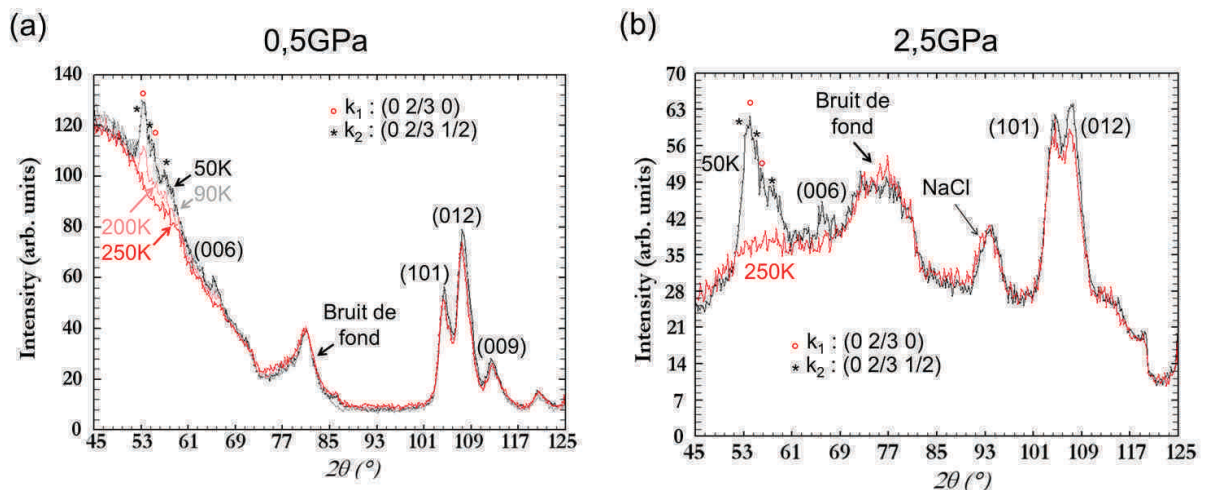 (a)
0,5GPa
140
120
100
80
60
40
20
0
45
53
61
69
77
85
93
101
109
117
125
Intensity (arb. units)
2θ (°)
k1 : (0 2/3 0)
* k2 : (0 2/3 1/2)
50K
90K
200K
250K
(006)
Bruit de
fond
(101)
(012)
(009)
(b)
2,5GPa
70
63
56
49
42
35
28
21
14
7
0
45
53
61
69
77
85
93
101
109
117
125
Intensity (arb. units)
2θ (°)
50K
250K
(006)
Bruit de
fond
NaCl
(101)
(012)
k1 : (0 2/3 0)
* k2 : (0 2/3 1/2)